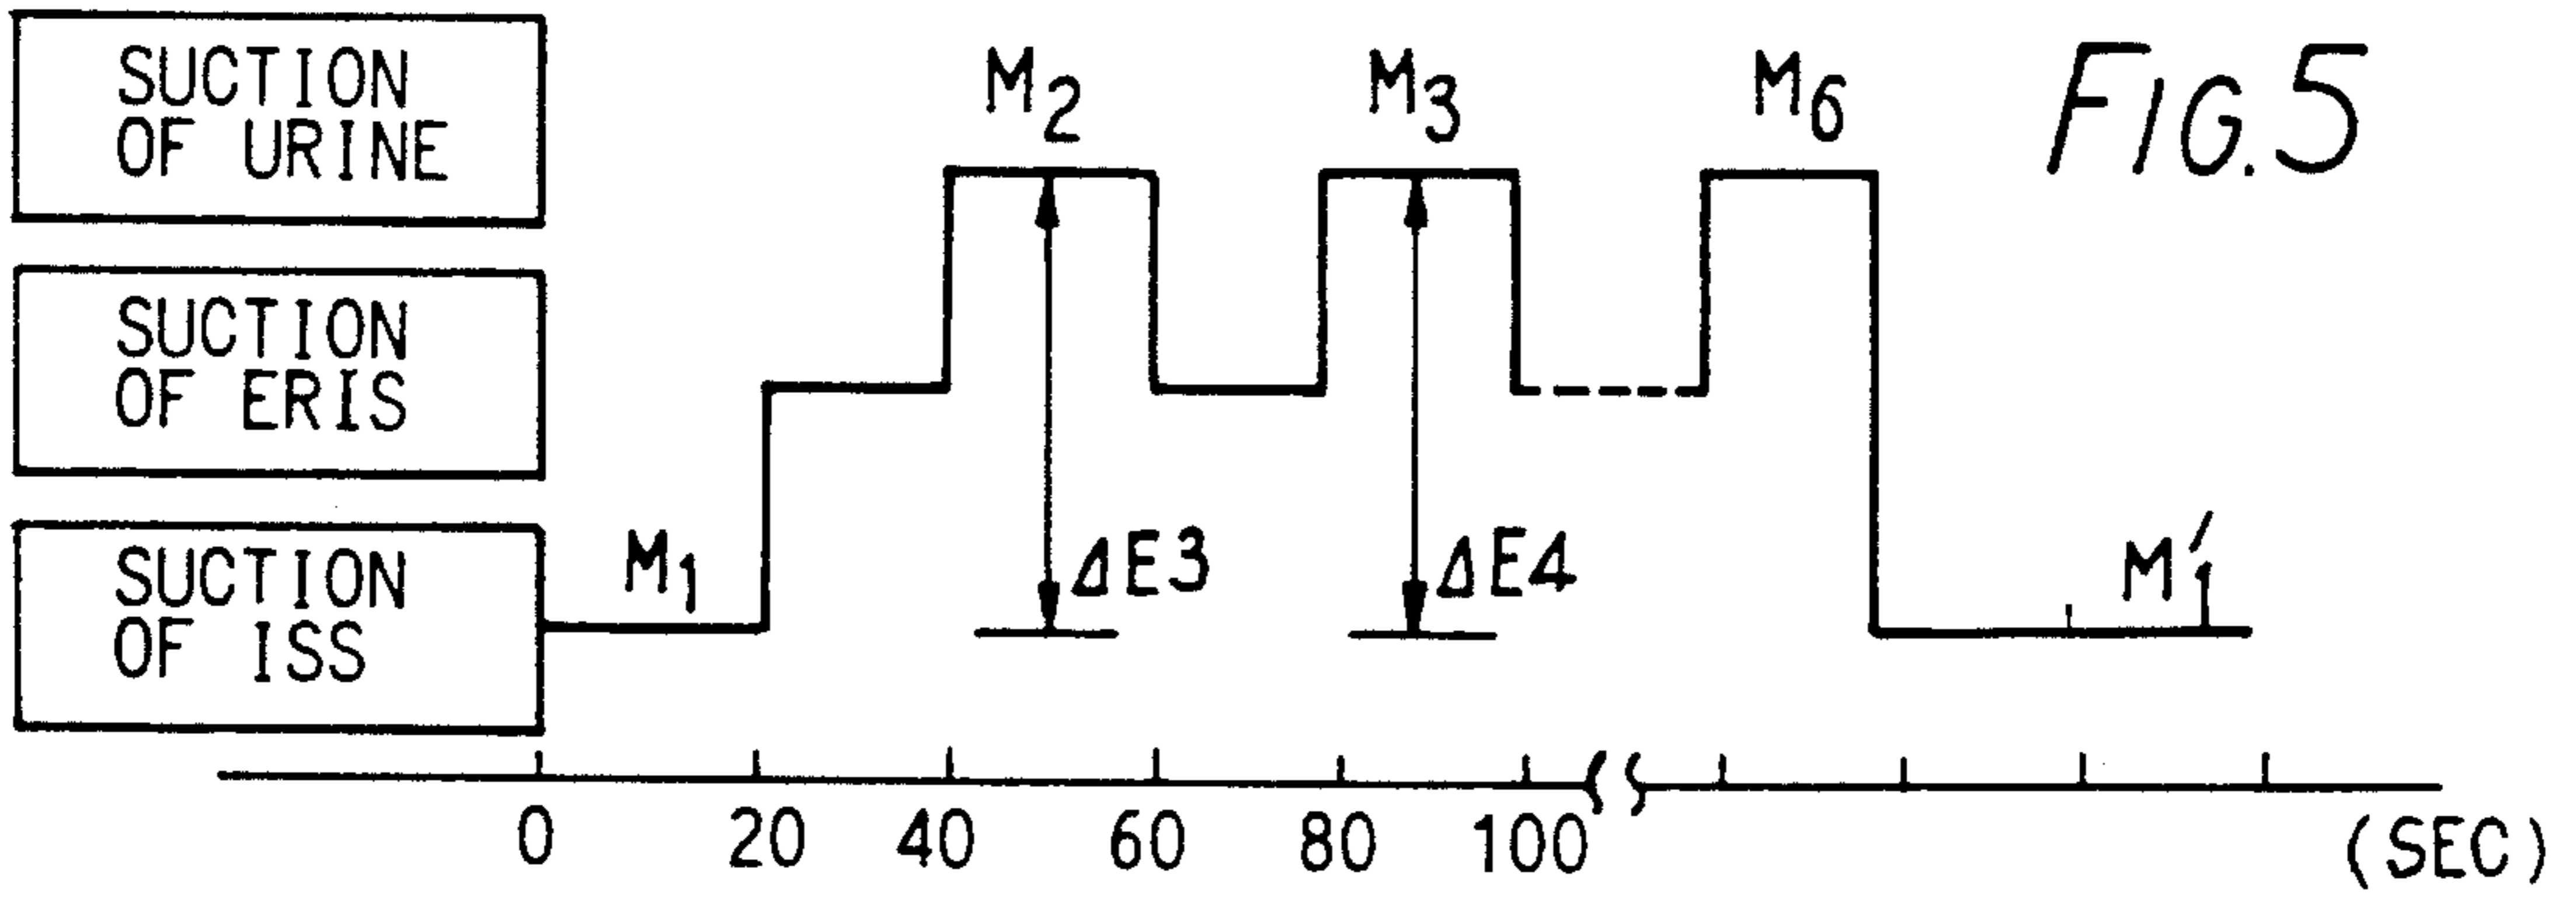 FIG.5
SUCTION
OF URINE
SUCTION
OF ERIS
SUCTION
OF ISS
M1
M2
M3
M6
ΔE3
ΔE4
M'1
0 20 40 60 80 100 (SEC)